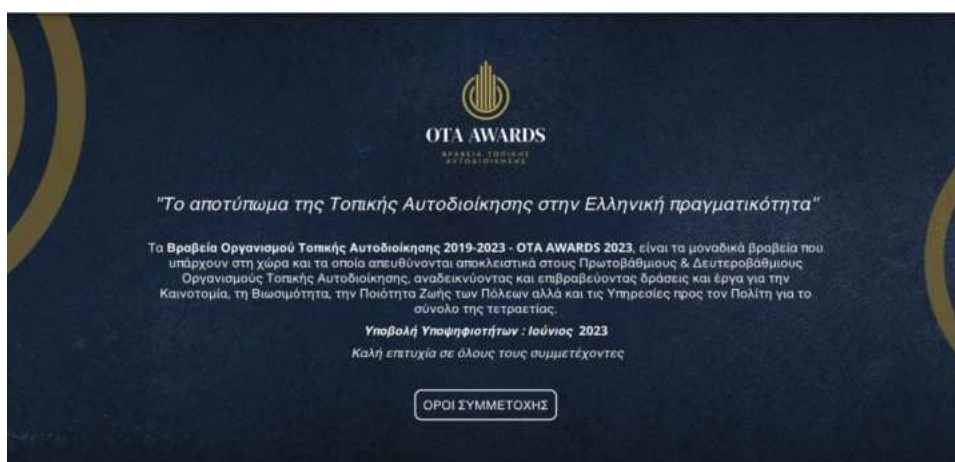 OTA AWARDS
ΒΡΑΒΕΙΑ ΤΟΠΙΚΗΣ
ΑΥΤΟΔΙΟΙΚΗΣΗΣ
"Το αποτύπωμα της Τοπικής Αυτοδιοίκησης στην Ελληνική πραγματικότητα"
Τα Βραβεία Οργανισμού Τοπικής Αυτοδιοίκησης 2019-2023 - OTA AWARDS 2023, είναι τα μοναδικά βραβεία που
υπάρχουν στη χώρα και τα οποία απευθύνονται αποκλειστικά στους Πρωτοβάθμιους & Δευτεροβάθμιους
Οργανισμούς Τοπικής Αυτοδιοίκησης, αναδεικνύοντας και επιβραβεύοντας δράσεις και έργα για την
Καινοτομία, τη Βιωσιμότητα, την Ποιότητα Ζωής των Πόλεων αλλά και τις Υπηρεσίες προς τον Πολίτη για το
σύνολο της τετραετίας.
Υποβολή Υποψηφιοτήτων : Ιούνιος 2023
Καλή επιτυχία σε όλους τους συμμετέχοντες
ΟΡΟΙ ΣΥΜΜΕΤΟΧΗΣ